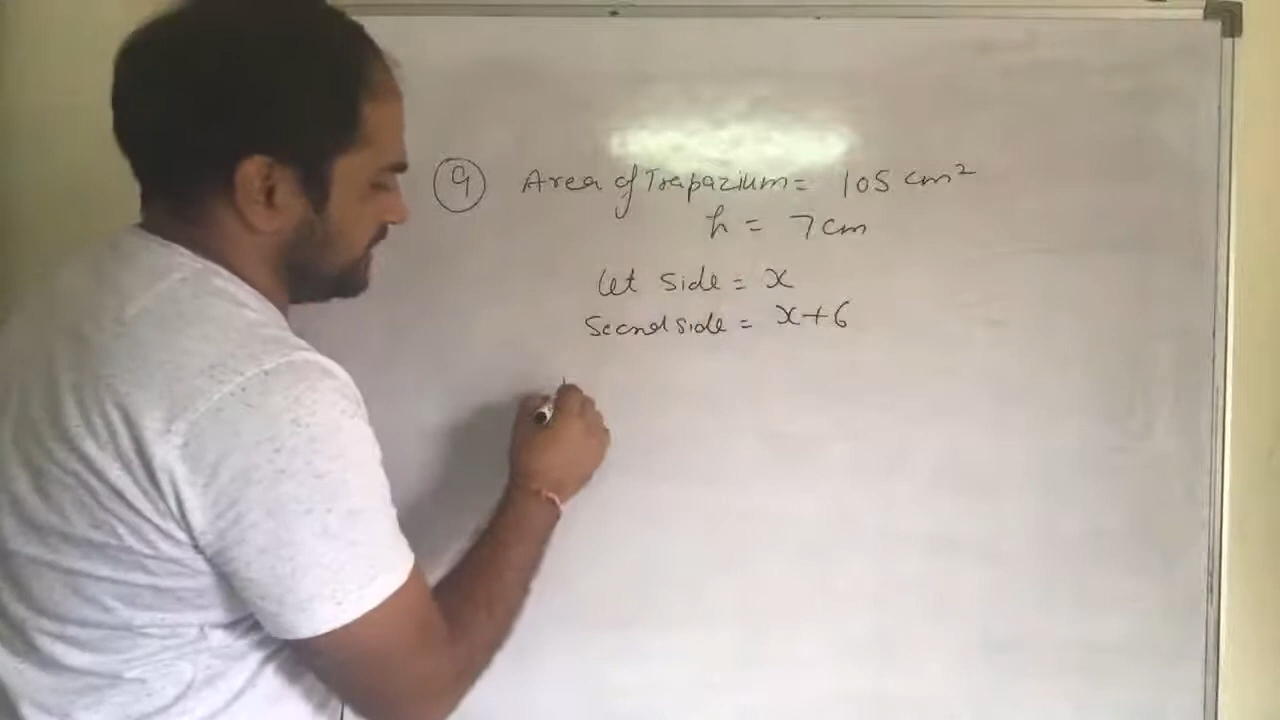 9 Area of Trapazium = 105 cm²
h = 7 cm
let side = x
Second side = x+6